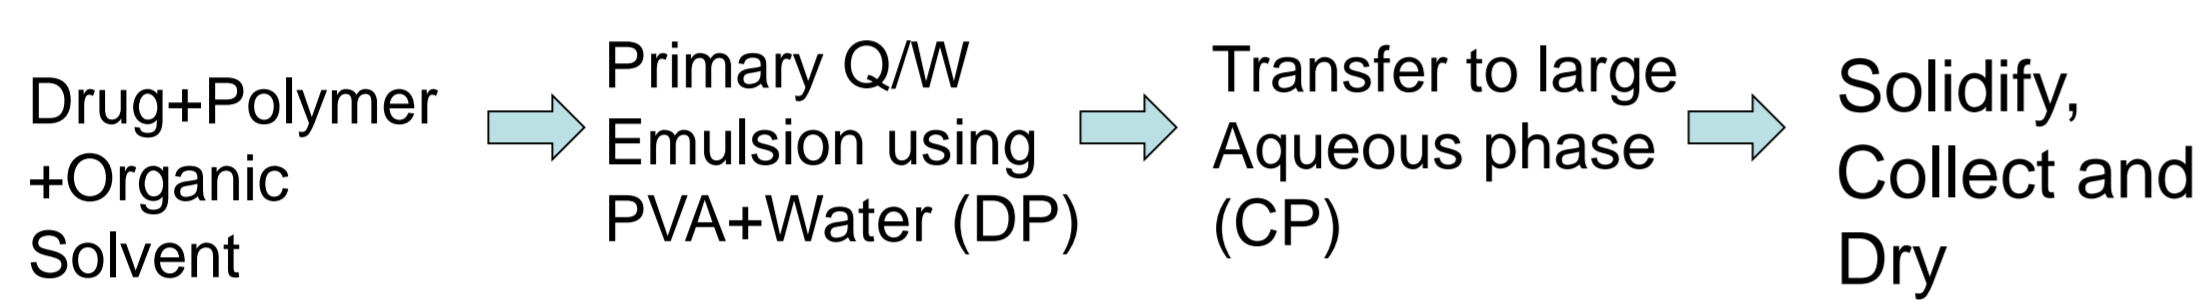 Drug+Polymer
+Organic
Solvent
Primary Q/W
Emulsion using
PVA+Water (DP)
Transfer to large
Aqueous phase
(CP)
Solidify,
Collect and
Dry